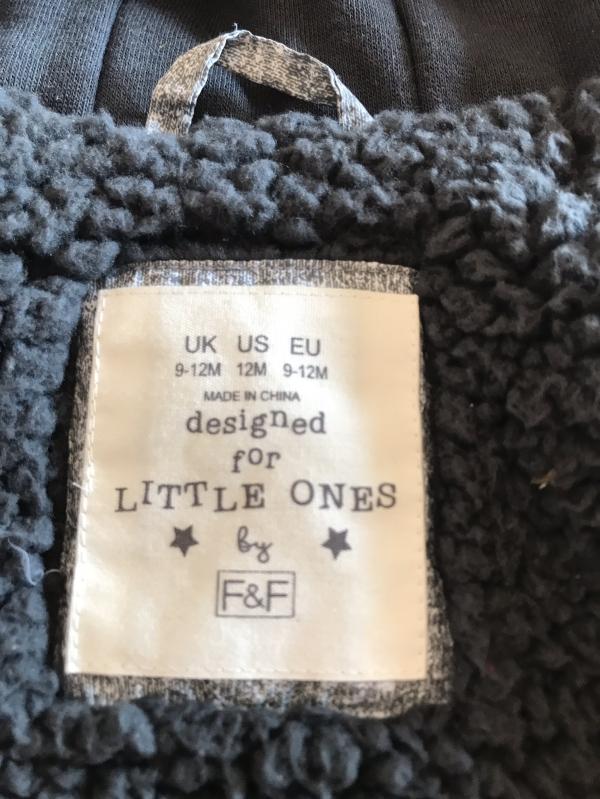 UK US EU
9-12M 12M 9-12M
MADE IN CHINA
designed
for
LITTLE ONES
by
F&F